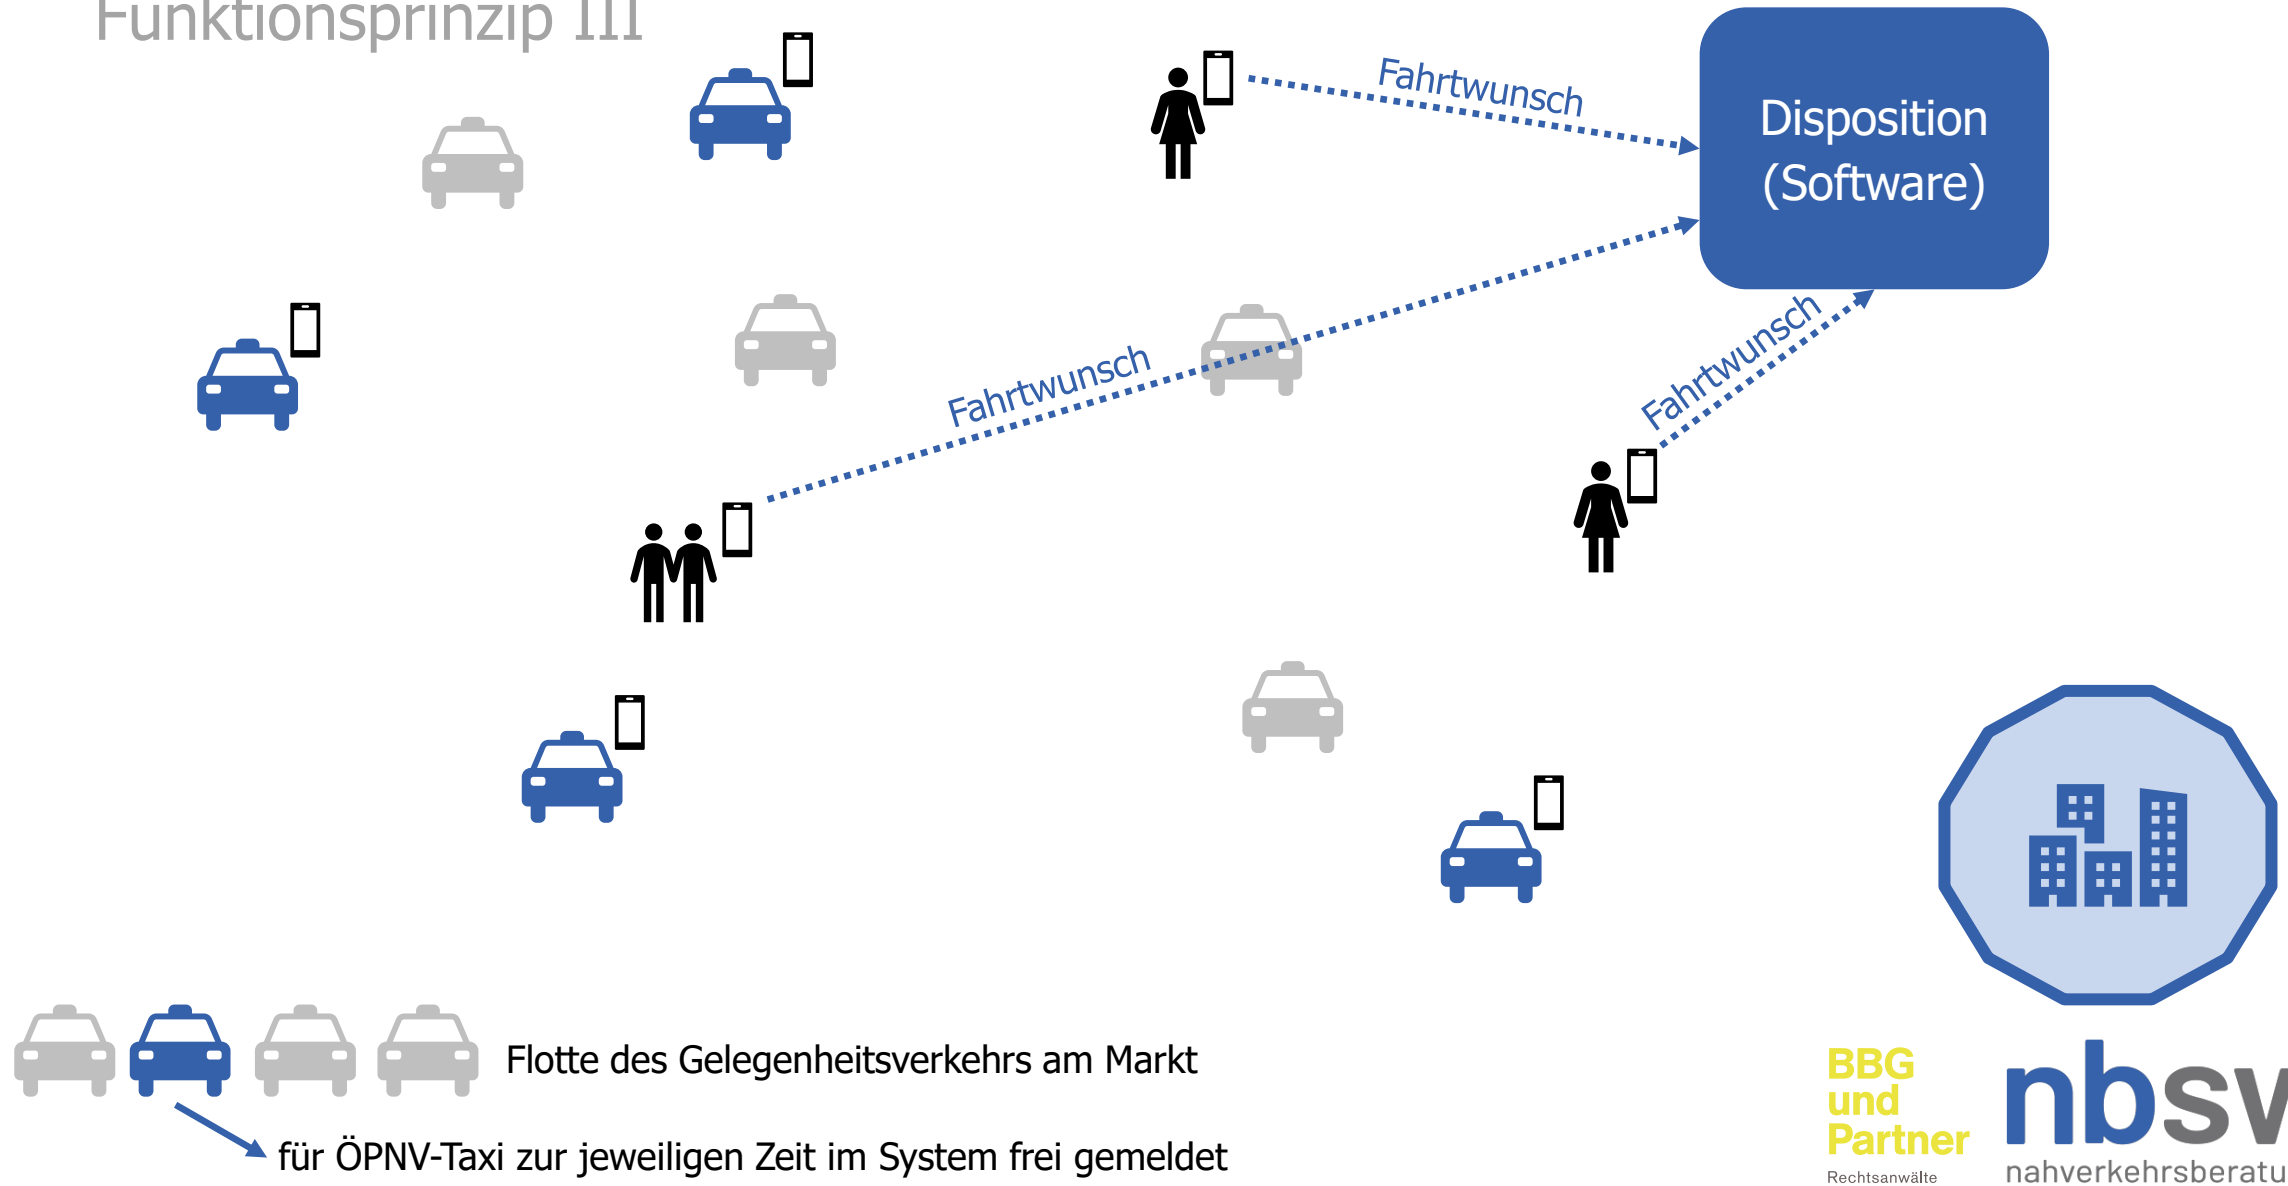 Funktionsprinzip III
Fahrtwunsch
Disposition
(Software)
Fahrtwunsch
Fahrtwunsch
Flotte des Gelegenheitsverkehrs am Markt
für ÖPNV-Taxi zur jeweiligen Zeit im System frei gemeldet
BBG
und
Partner
Rechtsanwälte
nbsw
nahverkehrsberatu